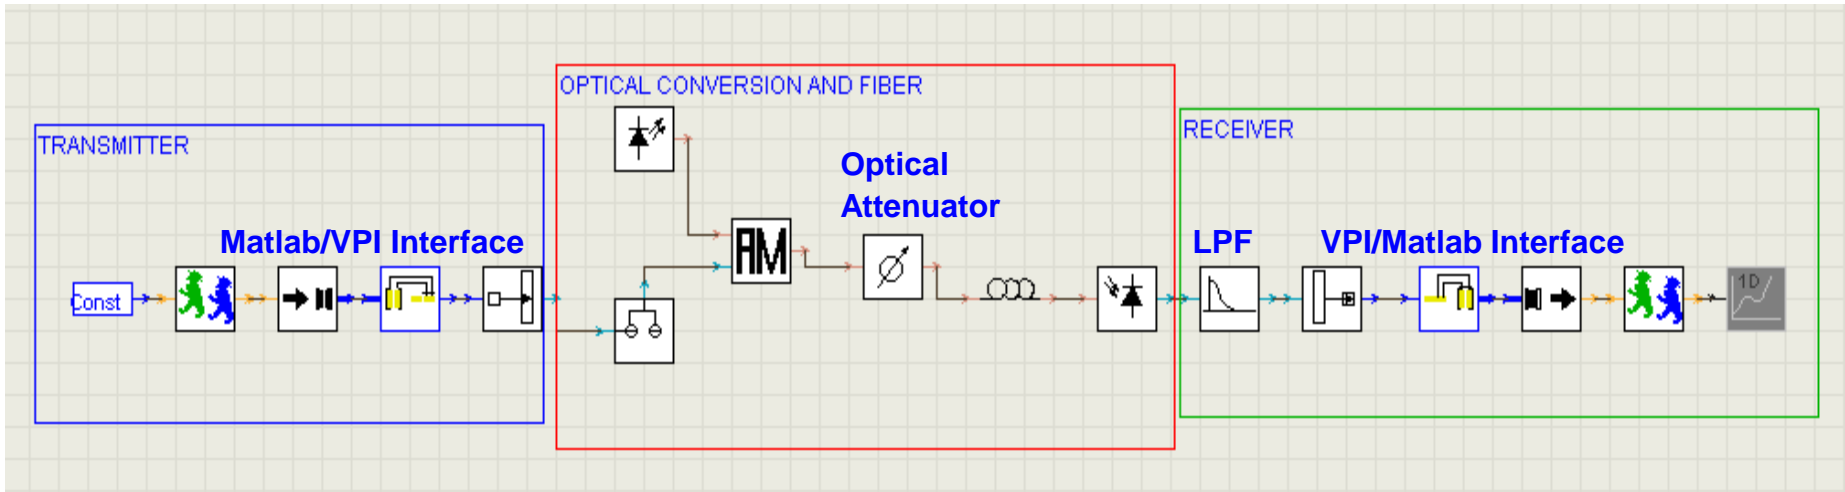 OPTICAL CONVERSION AND FIBER
TRANSMITTER
RECEIVER
Optical
Attenuator
Matlab/VPI Interface
LPF
VPI/Matlab Interface
Const
AM
1D